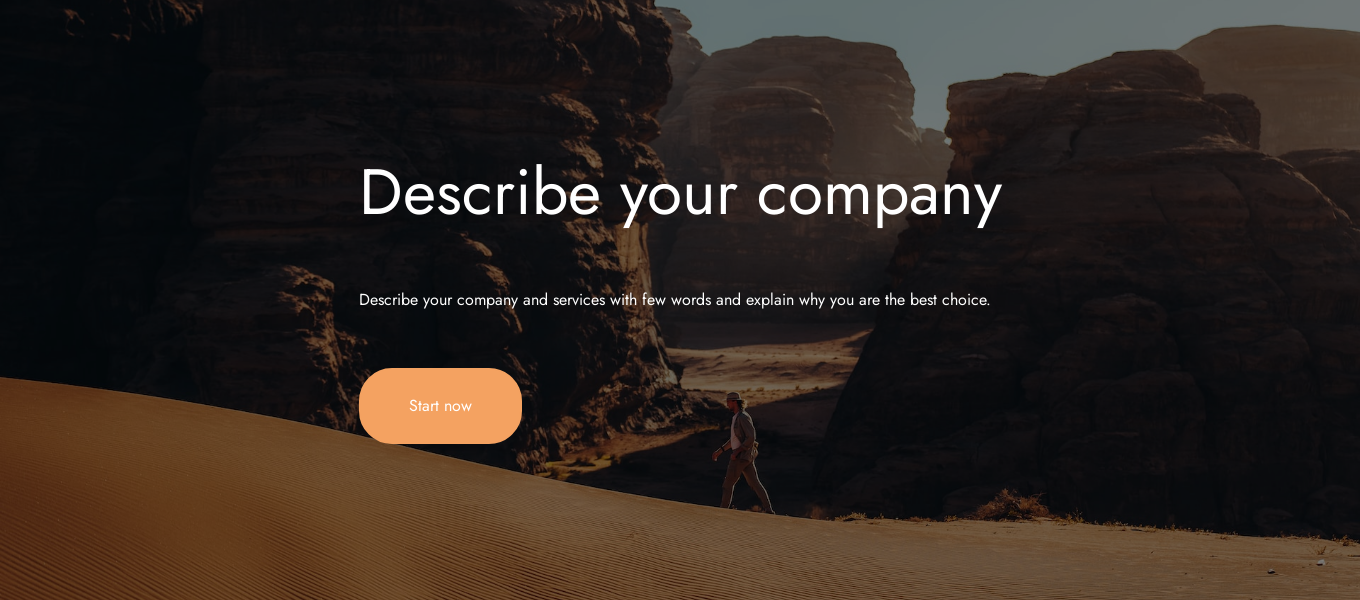 Describe your company
Describe your company and services with few words and explain why you are the best choice.
Start now